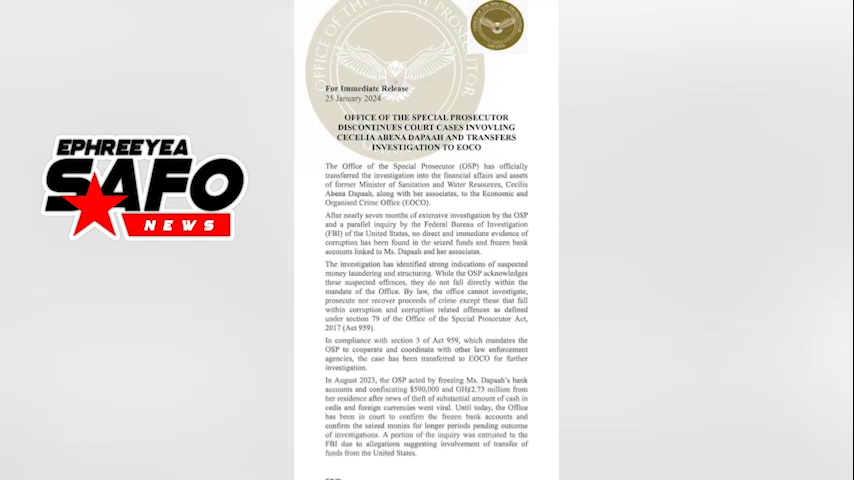 OFFICE OF THE SPECIAL PROSECUTOR
For Immediate Release
25 January 2024
OFFICE OF THE SPECIAL PROSECUTOR
DISCONTINUES COURT CASES INVOVLING
CECELIA ABENA DAPAAH AND TRANSFERS
INVESTIGATION TO EOCO
EPHREEYEA
SAFO
NEWS
The Office of the Special Prosecutor (OSP) has officially
transferred the investigation into the financial affairs and assets
of former Minister of Sanitation and Water Resources, Cecilia
Abena Dapaah, along with her associates, to the Economic and
Organised Crime Office (EOCO).
After nearly seven months of extensive investigation by the OSP
and a parallel inquiry by the Federal Bureau of Investigation
(FBI) of the United States, no direct and immediate evidence of
corruption has been found in the seized funds and frozen bank
accounts linked to Ms. Dapaah and her associates.
The investigation has identified strong indications of suspected
money laundering and structuring. While the OSP acknowledges
these suspected offences, they do not fall directly within the
mandate of the Office. By law, the office cannot investigate,
prosecute nor recover proceeds of crime except those that fall
within corruption and corruption related offences as defined
under section 79 of the Office of the Special Prosecutor Act,
2017 (Act 959).
In compliance with section 3 of Act 959, which mandates the
OSP to cooperate and coordinate with other law enforcement
agencies, the case has been transferred to EOCO for further
investigation.
In August 2023, the OSP acted by freezing Ms. Dapaah's bank
accounts and confiscating $590,000 and GH¢2.73 million from
her residence after news of theft of substantial amount of cash in
cedis and foreign currencies went viral. Until today, the Office
has been in court to confirm the frozen bank accounts and
confirm the seized monies for longer periods pending outcome
of investigations. A portion of the inquiry was entrusted to the
FBI due to allegations suggesting involvement of transfer of
funds from the United States.